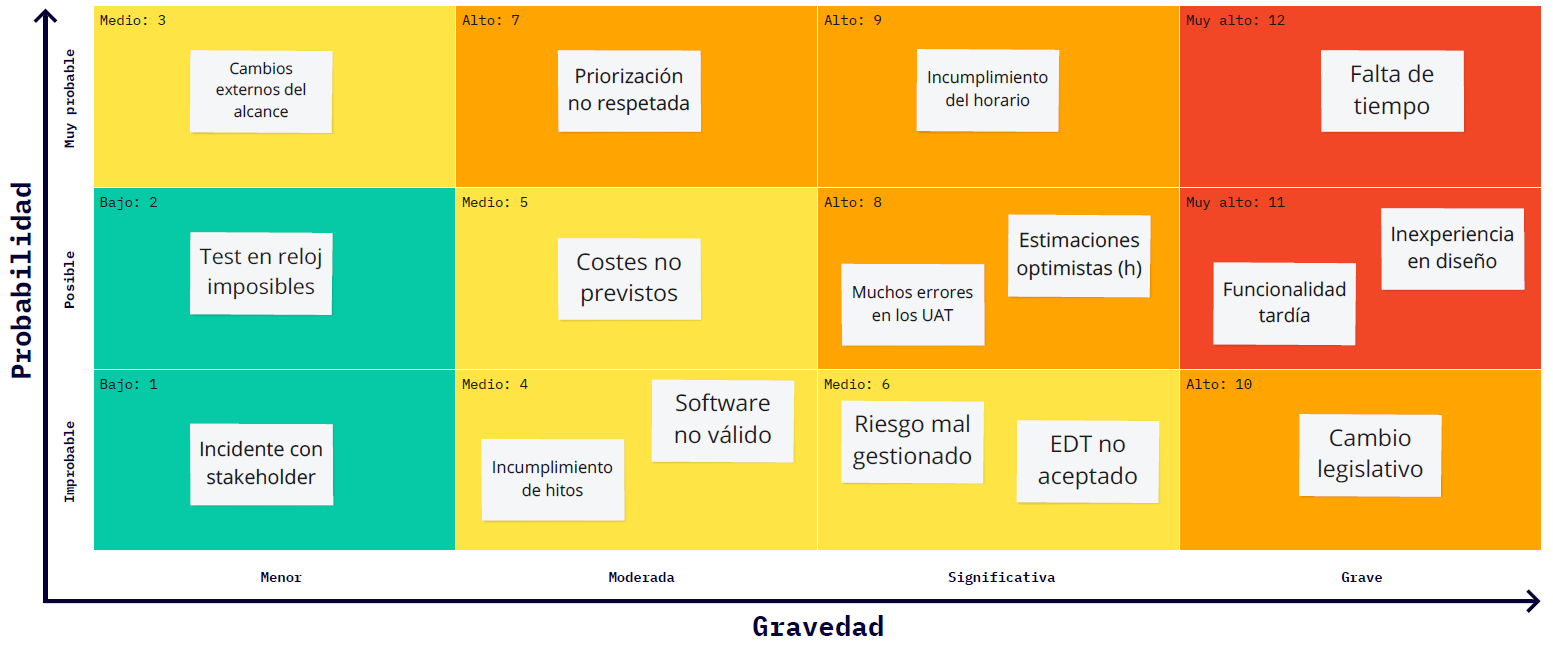 Probabilidad
Muy probable
Medio: 3
Cambios
externos del
alcance
Alto: 7
Priorización
no respetada
Alto: 9
Incumplimiento
del horario
Muy alto: 12
Falta de
tiempo
Posible
Bajo: 2
Test en reloj
imposibles
Medio: 5
Costes no
previstos
Alto: 8
Muchos errores
en los UAT
Estimaciones
optimistas (h)
Muy alto: 11
Funcionalidad
tardía
Inexperiencia
en diseño
Improbable
Bajo: 1
Incidente con
stakeholder
Medio: 4
Incumplimiento
de hitos
Software
no válido
Medio: 6
Riesgo mal
gestionado
EDT no
aceptado
Alto: 10
Cambio
legislativo
Menor
Moderada
Significativa
Grave
Gravedad